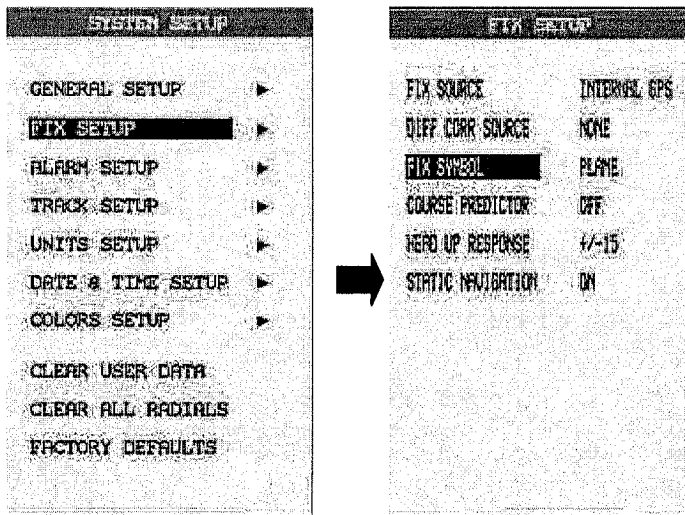 SYSTEM SETUP
GENERAL SETUP
FIX SETUP
ALARM SETUP
TRACK SETUP
UNITS SETUP
DATE & TIME SETUP
COLORS SETUP
CLEAR USER DATA
CLEAR ALL RADIALS
FACTORY DEFAULTS
FIX SETUP
FIX SOURCE INTERNAL GPS
DIFF CORR SOURCE NONE
FIX SYMBOL PLANE
COURSE PREDICTOR OFF
HEAD UP RESPONSE +/-15
STATIC NAVIGATION ON